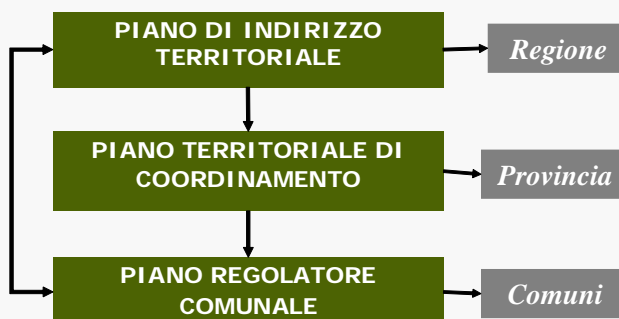 PIANO DI INDIRIZZO
TERRITORIALE
Regione
PIANO TERRITORIALE DI
COORDINAMENTO
Provincia
PIANO REGOLATORE
COMUNALE
Comuni